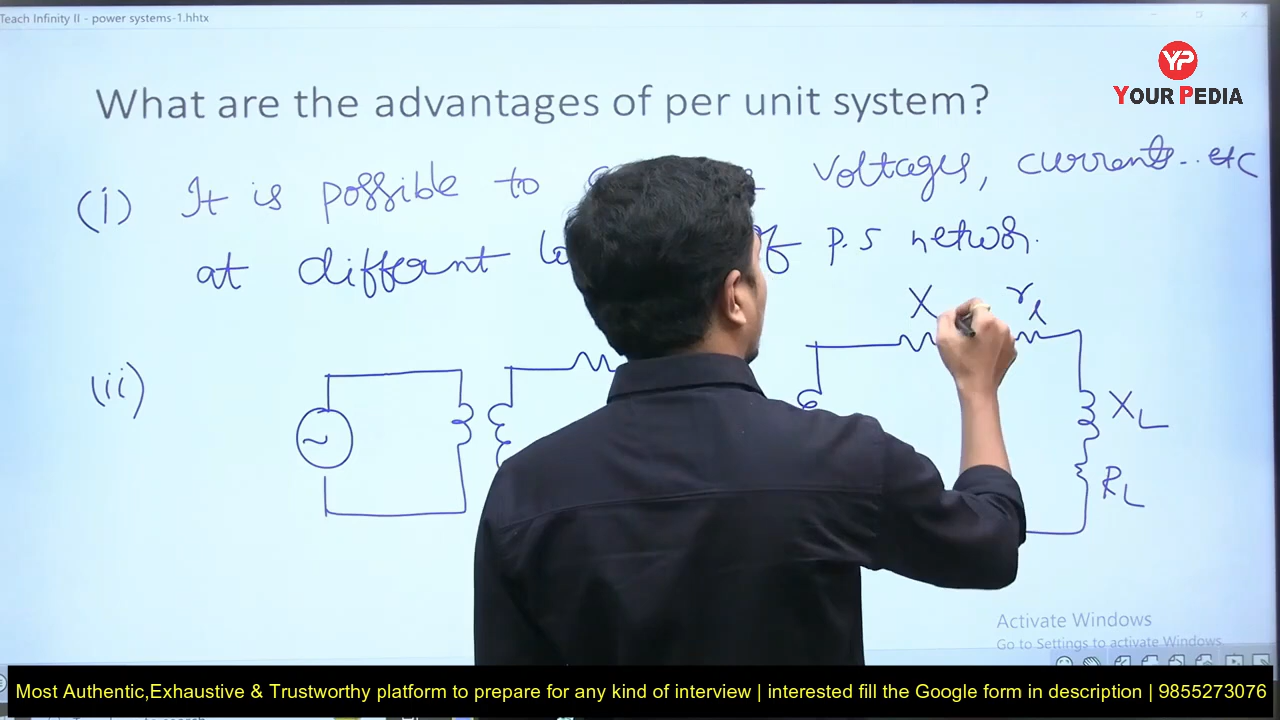 Teach Infinity II - power systems-1.hhtx
YP
YOUR PEDIA
What are the advantages of per unit system?
(i) It is possible to voltages, currents.. etc
at different of P.S network.
(ii)
X r l
~
X L
R L
Activate Windows
Go to Settings to activate Windows.
Most Authentic,Exhaustive & Trustworthy platform to prepare for any kind of interview | interested fill the Google form in description | 9855273076